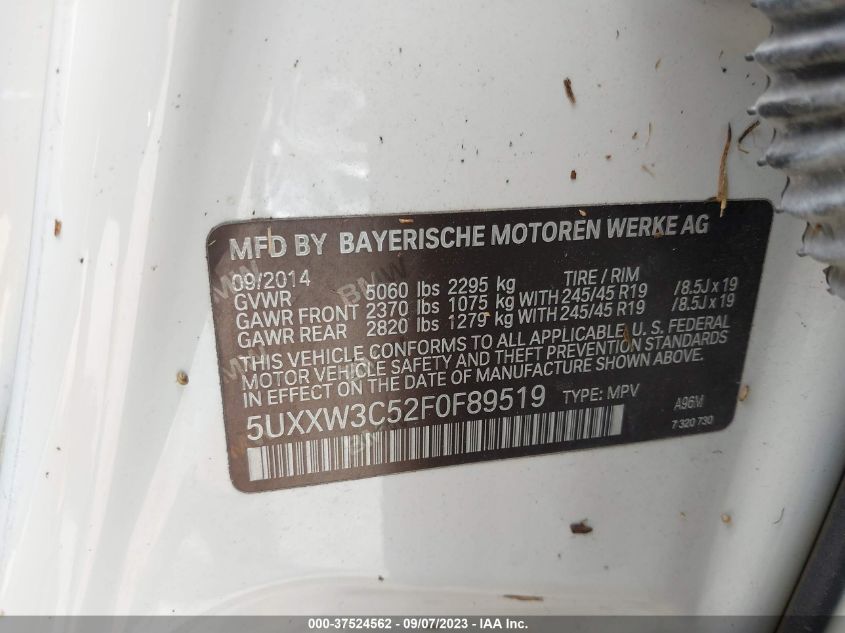 MFD BY BAYERISCHE MOTOREN WERKE AG
09/2014 TIRE / RIM
GVWR 5060 lbs 2295 kg
GAWR FRONT 2370 lbs 1075 kg WITH 245/45 R19 /8.5J x 19
GAWR REAR 2820 lbs 1279 kg WITH 245/45 R19 /8.5J x 19
THIS VEHICLE CONFORMS TO ALL APPLICABLE U. S. FEDERAL
MOTOR VEHICLE SAFETY AND THEFT PREVENTION STANDARDS
IN EFFECT ON THE DATE OF MANUFACTURE SHOWN ABOVE.
5UXXW3C52F0F89519 TYPE: MPV A96M
7 320 730
000-37524562 - 09/07/2023 - IAA Inc.